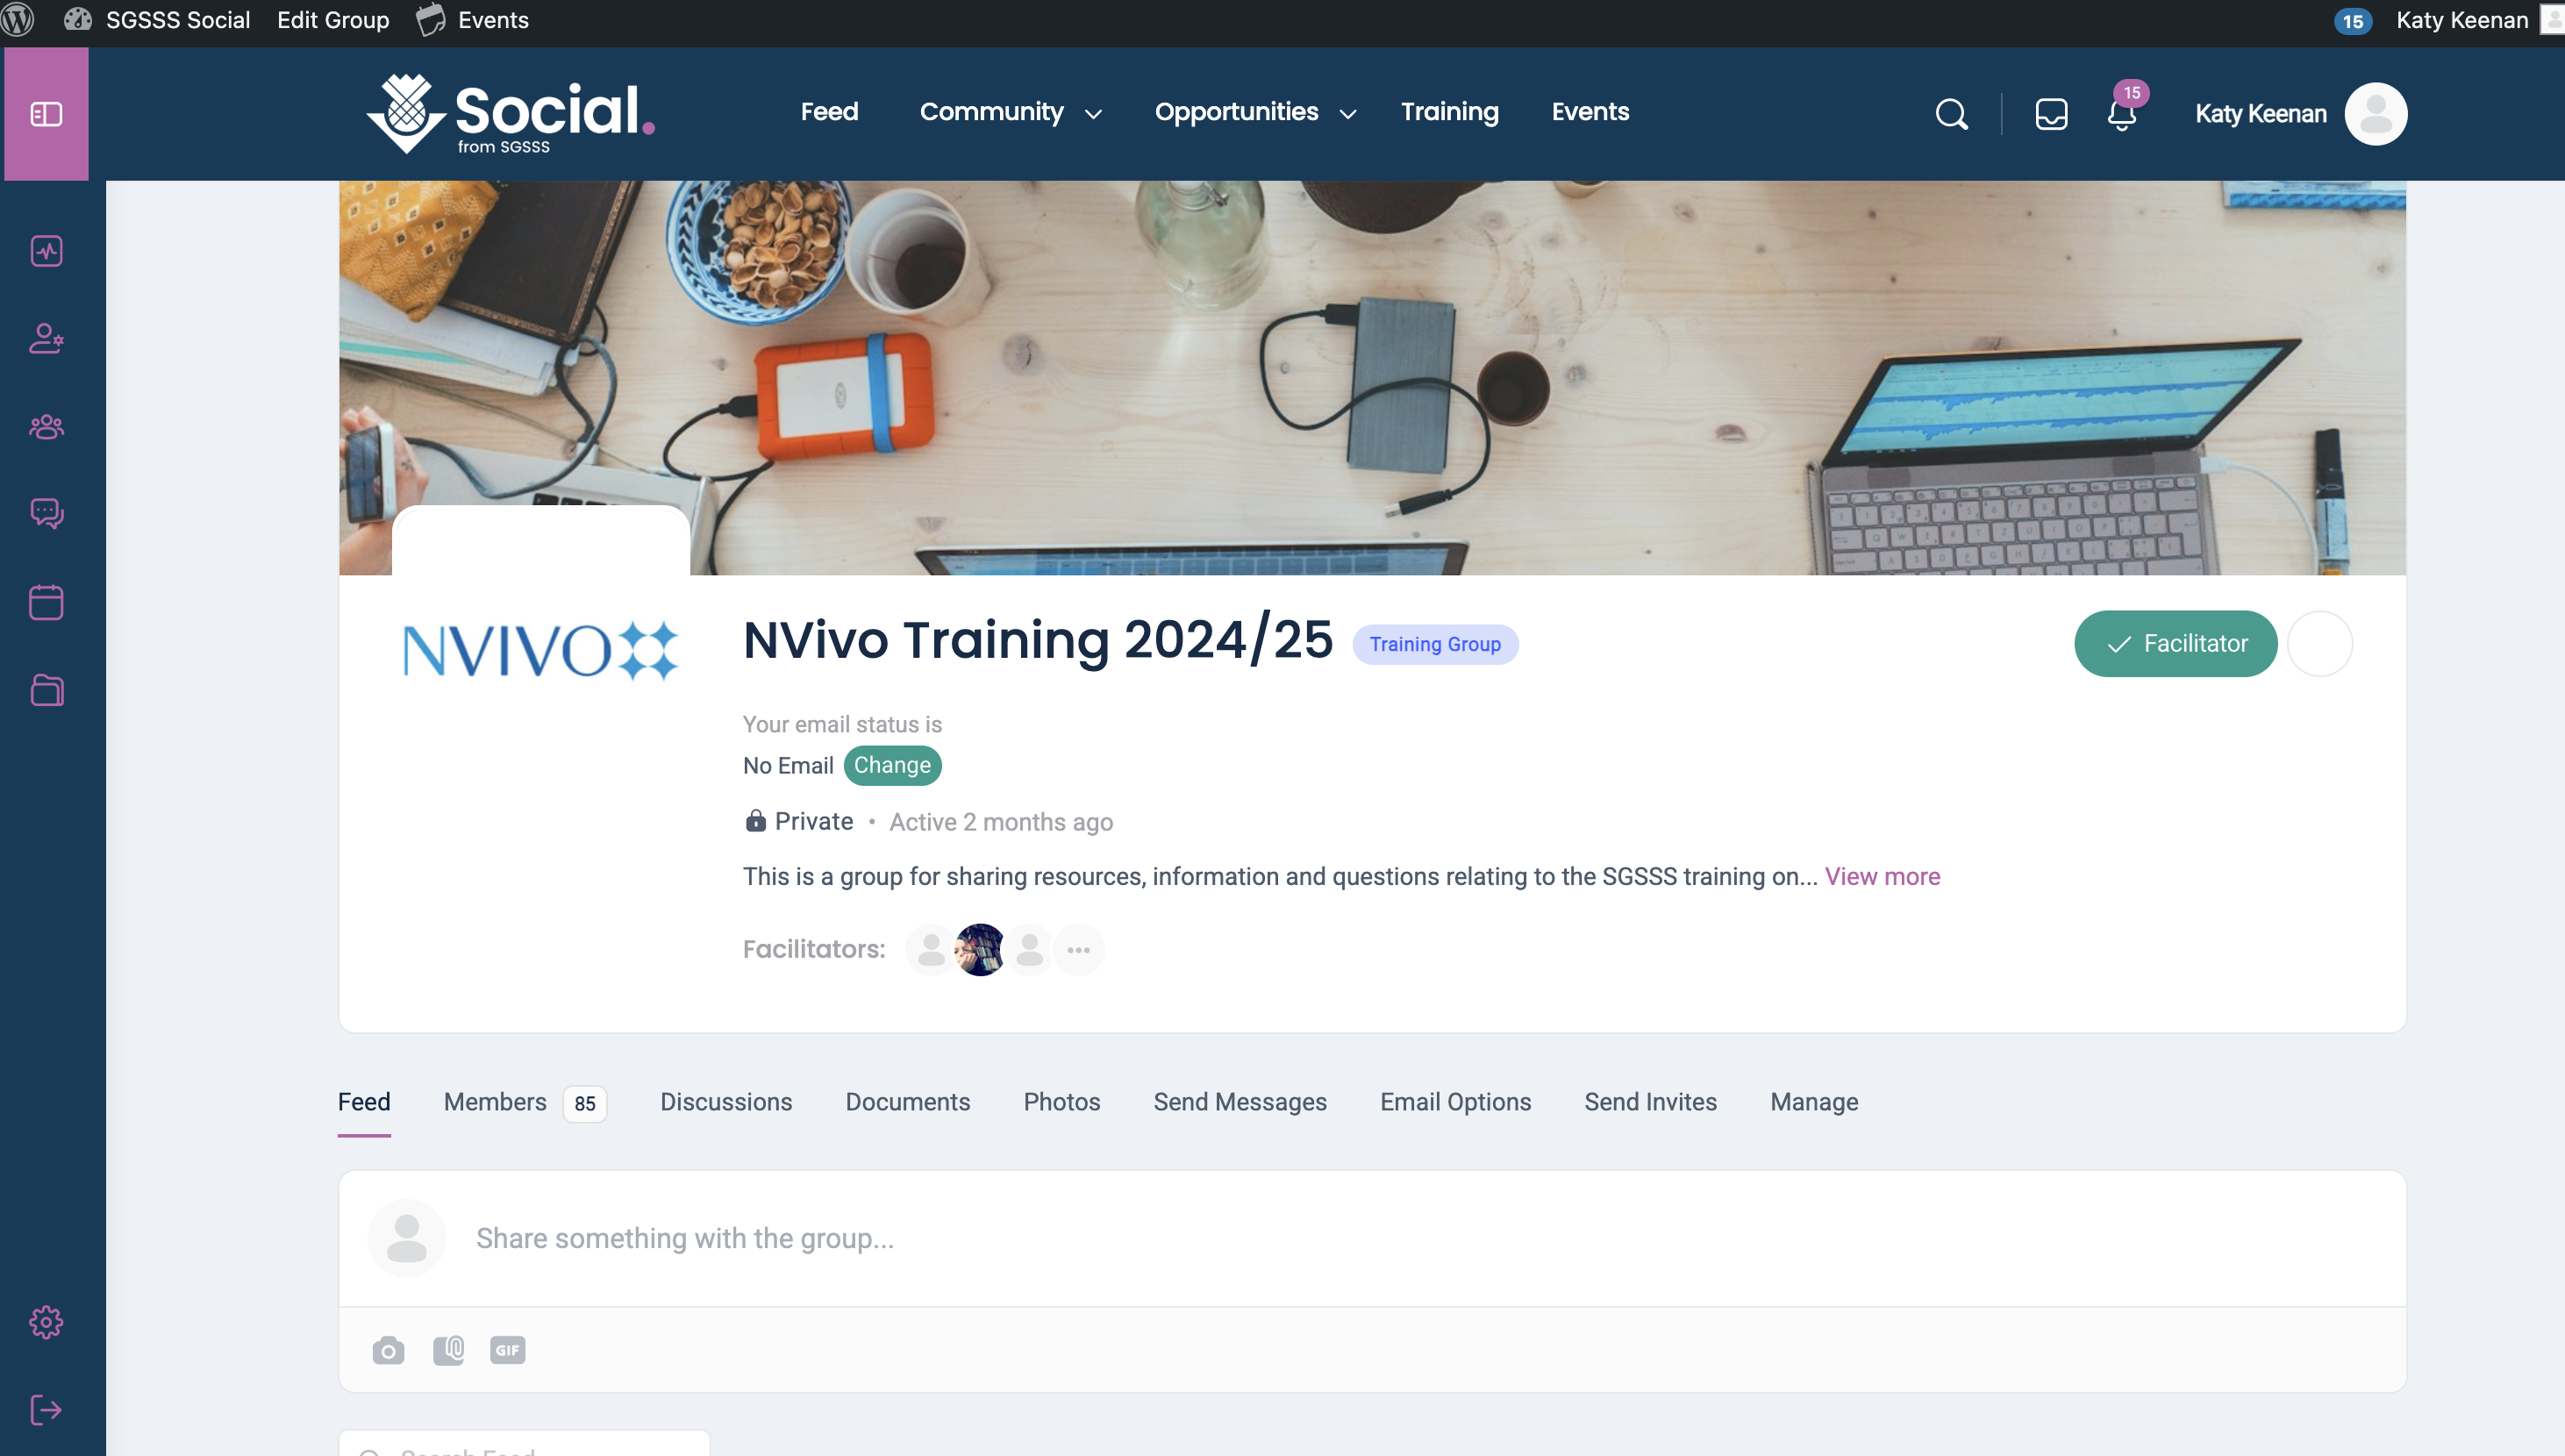 SGSSS Social Edit Group Events 15 Katy Keenan
Social.
from SGSSS
Feed Community Opportunities Training Events 15 Katy Keenan
NVIVO
NVivo Training 2024/25 Training Group Facilitator
Your email status is
No Email Change
Private • Active 2 months ago
This is a group for sharing resources, information and questions relating to the SGSSS training on... View more
Facilitators:
Feed Members 85 Discussions Documents Photos Send Messages Email Options Send Invites Manage
Share something with the group...
GIF
Search Feed